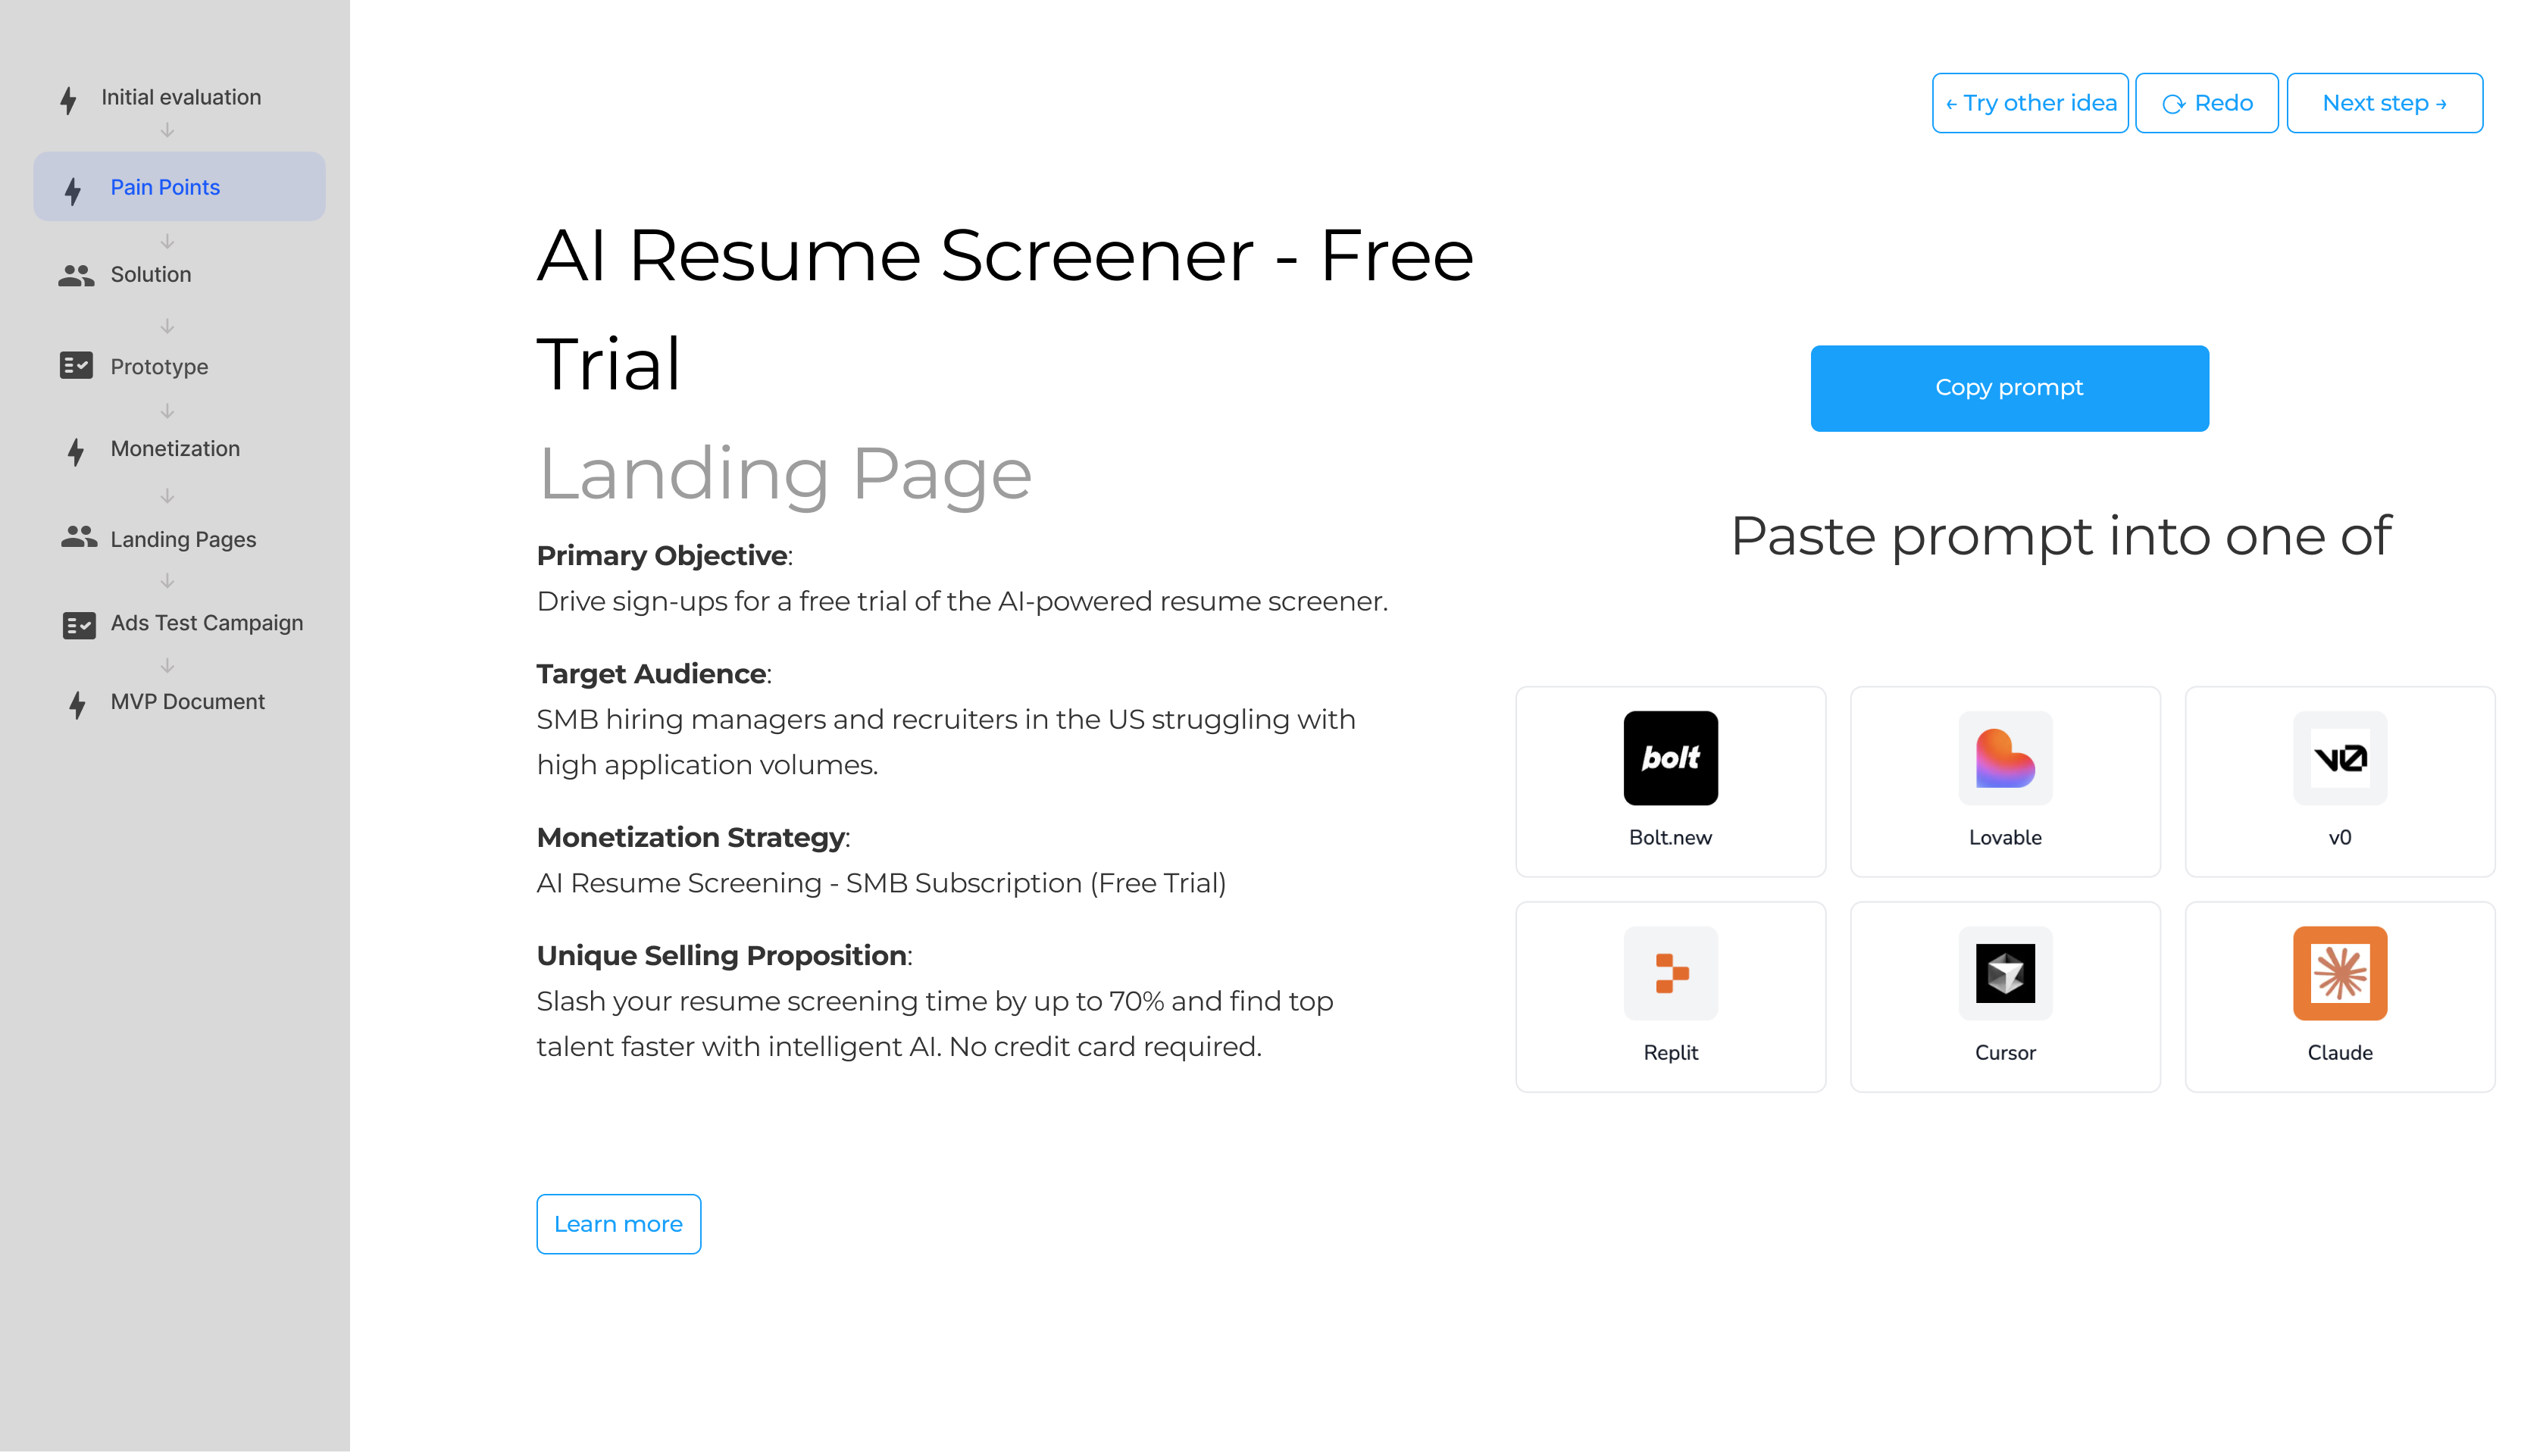 Initial evaluation
↓
Pain Points
↓
Solution
↓
Prototype
↓
Monetization
↓
Landing Pages
↓
Ads Test Campaign
↓
MVP Document
← Try other idea
Redo
Next step →
AI Resume Screener - Free
Trial
Landing Page
Primary Objective:
Drive sign-ups for a free trial of the AI-powered resume screener.
Target Audience:
SMB hiring managers and recruiters in the US struggling with
high application volumes.
Monetization Strategy:
AI Resume Screening - SMB Subscription (Free Trial)
Unique Selling Proposition:
Slash your resume screening time by up to 70% and find top
talent faster with intelligent AI. No credit card required.
Learn more
Copy prompt
Paste prompt into one of
bolt
Bolt.new
Lovable
v0
v0
Replit
Cursor
Claude